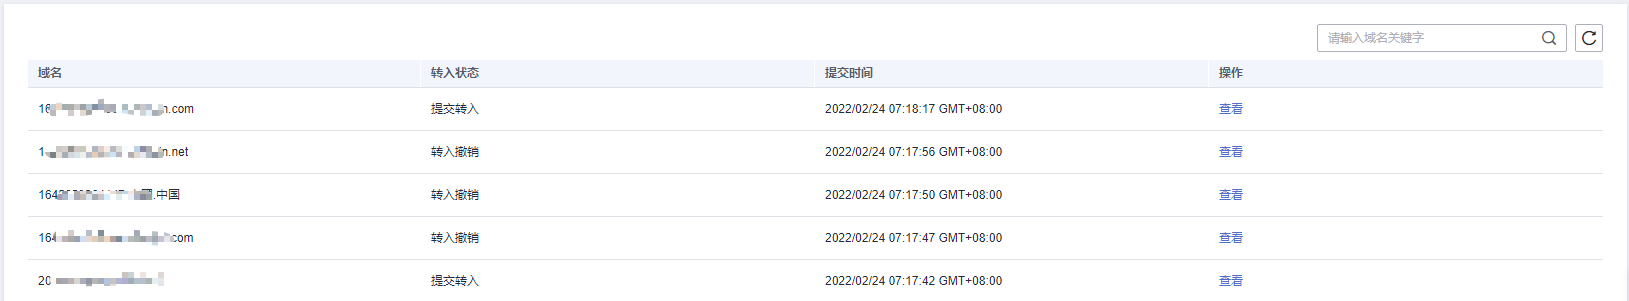 请输入域名关键字
域名 转入状态 提交时间 操作
16 n.com 提交转入 2022/02/24 07:18:17 GMT+08:00 查看
1 n.net 转入撤销 2022/02/24 07:17:56 GMT+08:00 查看
164 .中国 转入撤销 2022/02/24 07:17:50 GMT+08:00 查看
164 com 转入撤销 2022/02/24 07:17:47 GMT+08:00 查看
20 提交转入 2022/02/24 07:17:42 GMT+08:00 查看